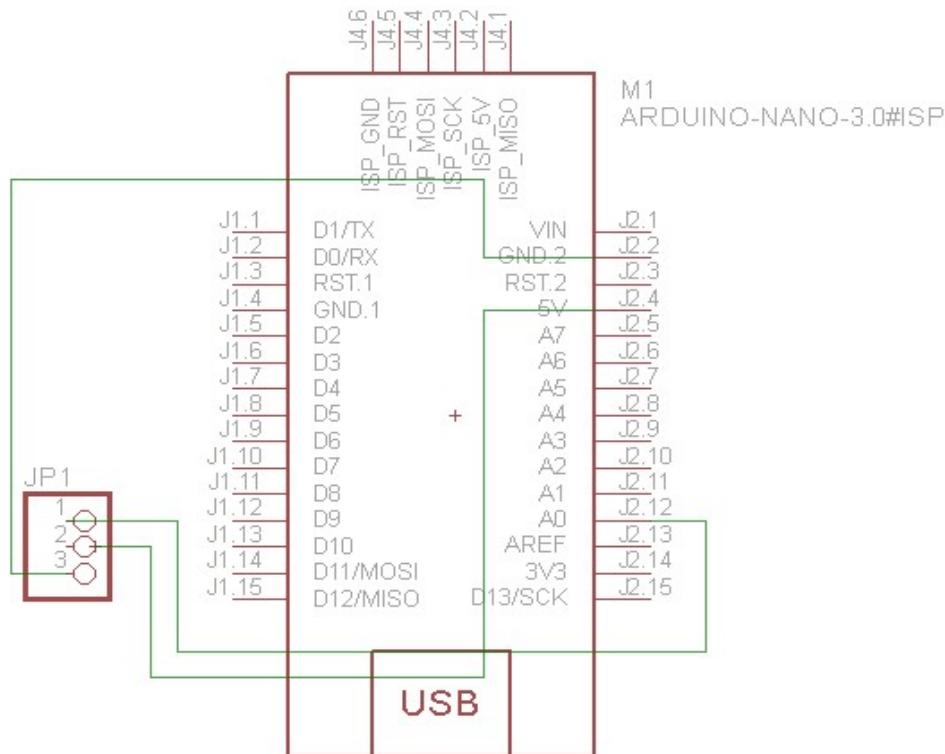 J4.6
J4.5
J4.4
J4.3
J4.2
J4.1
M1
ARDUINO-NANO-3.0#ISP
ISP_GND
ISP_RST
ISP_MOSI
ISP_SCK
ISP_5V
ISP_MISO
J1.1 D1/TX VIN J2.1
J1.2 D0/RX GND.2 J2.2
J1.3 RST.1 RST.2 J2.3
J1.4 GND.1 5V J2.4
J1.5 D2 A7 J2.5
J1.6 D3 A6 J2.6
J1.7 D4 A5 J2.7
J1.8 D5 A4 J2.8
J1.9 D6 A3 J2.9
J1.10 D7 A2 J2.10
J1.11 D8 A1 J2.11
J1.12 D9 A0 J2.12
J1.13 D10 AREF J2.13
J1.14 D11/MOSI 3V3 J2.14
J1.15 D12/MISO D13/SCK J2.15
JP1
1
2
3
USB